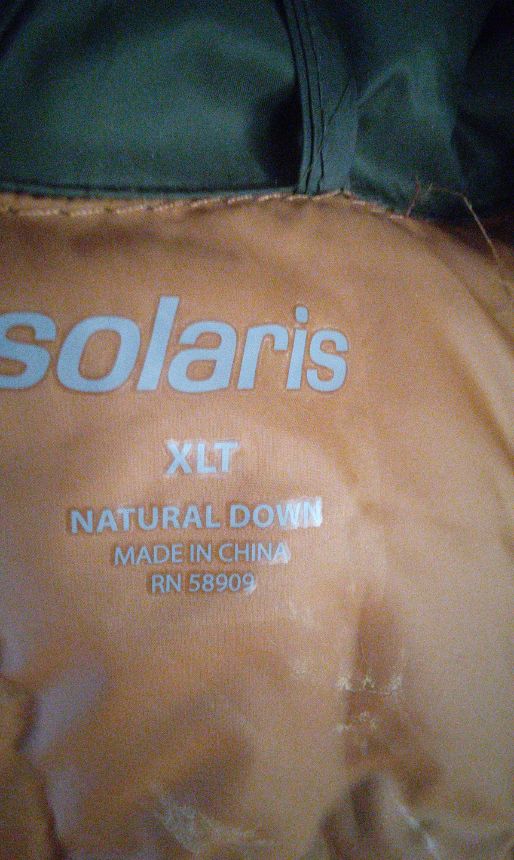 solaris
XLT
NATURAL DOWN
MADE IN CHINA
RN 58909